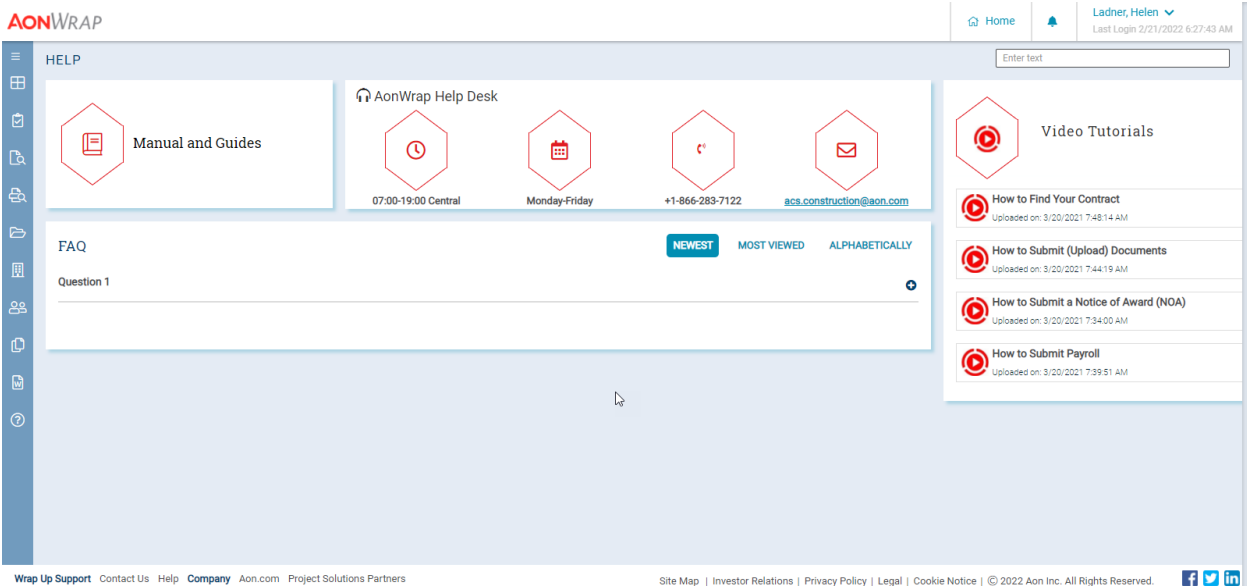 AONWRAP
Home
Ladner, Helen
Last Login 2/21/2022 6:27:43 AM
HELP
Enter text
Manual and Guides
AonWrap Help Desk
07:00-19:00 Central
Monday-Friday
+1-866-283-7122
acs.construction@aon.com
Video Tutorials
How to Find Your Contract
Uploaded on: 3/20/2021 7:48:14 AM
How to Submit (Upload) Documents
Uploaded on: 3/20/2021 7:44:19 AM
How to Submit a Notice of Award (NOA)
Uploaded on: 3/20/2021 7:34:00 AM
How to Submit Payroll
Uploaded on: 3/20/2021 7:39:51 AM
FAQ
NEWEST MOST VIEWED ALPHABETICALLY
Question 1
Wrap Up Support Contact Us Help Company Aon.com Project Solutions Partners
Site Map | Investor Relations | Privacy Policy | Legal | Cookie Notice | © 2022 Aon Inc. All Rights Reserved.